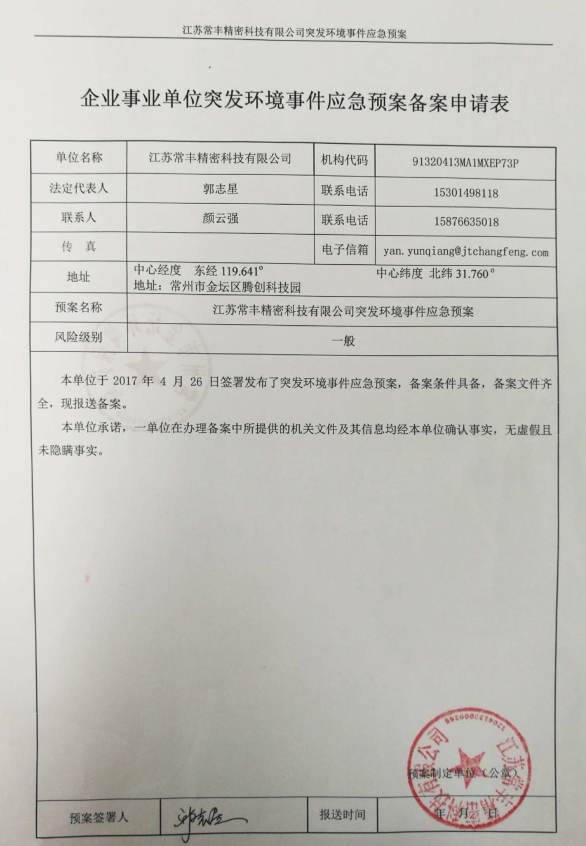 江苏常丰精密科技有限公司突发环境事件应急预案
企业事业单位突发环境事件应急预案备案申请表
单位名称 江苏常丰精密科技有限公司 机构代码 91320413MA1MXEP73P
法定代表人 郭志星 联系电话 15301498118
联系人 颜云强 联系电话 15876635018
传 真 电子信箱 yan.yunqiang@jtchangfeng.com
地址 中心经度 东经 119.641° 中心纬度 北纬 31.760°
地址：常州市金坛区腾创科技园
预案名称 江苏常丰精密科技有限公司突发环境事件应急预案
风险级别 一般
本单位于 2017 年 4 月 26 日签署发布了突发环境事件应急预案，备案条件具备，备案文件齐
全，现报送备案。
本单位承诺，一单位在办理备案中所提供的机关文件及其信息均经本单位确认事实，无虚假且
未隐瞒事实。
预案制定单位（公章）
预案签署人 报送时间 年 月 日